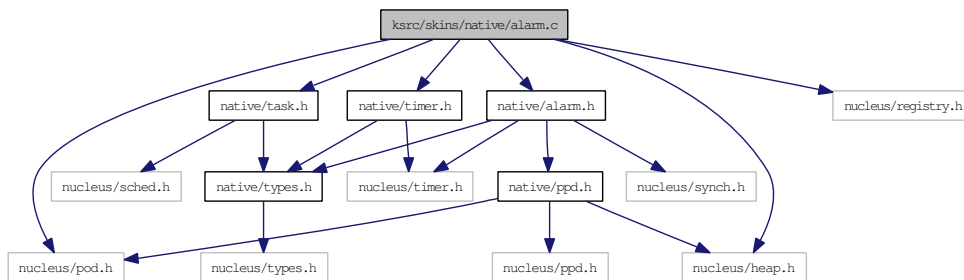 ksrc/skins/native/alarm.c
native/task.h
native/timer.h
native/alarm.h
nucleus/registry.h
nucleus/sched.h
native/types.h
nucleus/timer.h
native/ppd.h
nucleus/synch.h
nucleus/pod.h
nucleus/types.h
nucleus/ppd.h
nucleus/heap.h